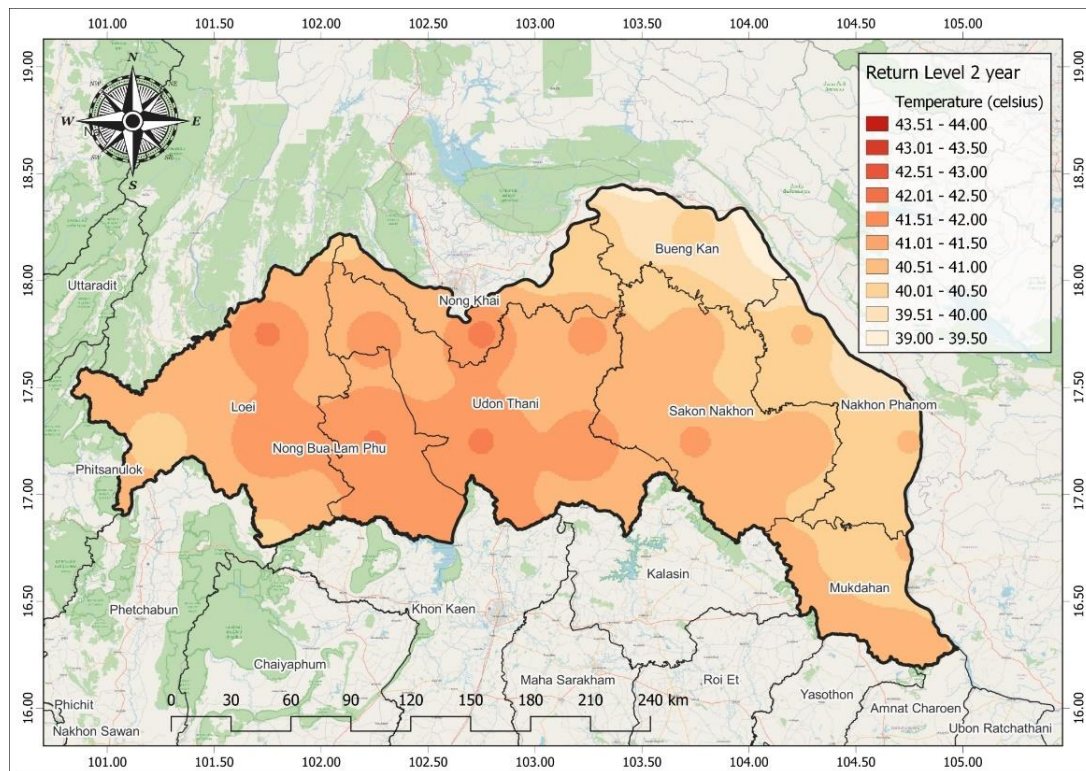 101.00 101.50 102.00 102.50 103.00 103.50 104.00 104.50 105.00
19.00
18.50
18.00
17.50
17.00
16.50
16.00
N
NW NE
W E
SW SE
S
Return Level 2 year
Temperature (celsius)
43.51 - 44.00
43.01 - 43.50
42.51 - 43.00
42.01 - 42.50
41.51 - 42.00
41.01 - 41.50
40.51 - 41.00
40.01 - 40.50
39.51 - 40.00
39.00 - 39.50
19.00
18.50
18.00
17.50
17.00
16.50
16.00
Bueng Kan
Uttaradit
Nong Khai
Loei
Udon Thani
Sakon Nakhon
Nakhon Phanom
Nong Bua Lam Phu
Phitsanulok
Mukdahan
Kalasin
Phetchabun
Khon Kaen
Chaiyaphum
Maha Sarakham
Roi Et
Yasothon
Amnat Charoen
Phichit
Nakhon Sawan
Ubon Ratchathani
0 30 60 90 120 150 180 210 240 km
101.00 101.50 102.00 102.50 103.00 103.50 104.00 104.50 105.00